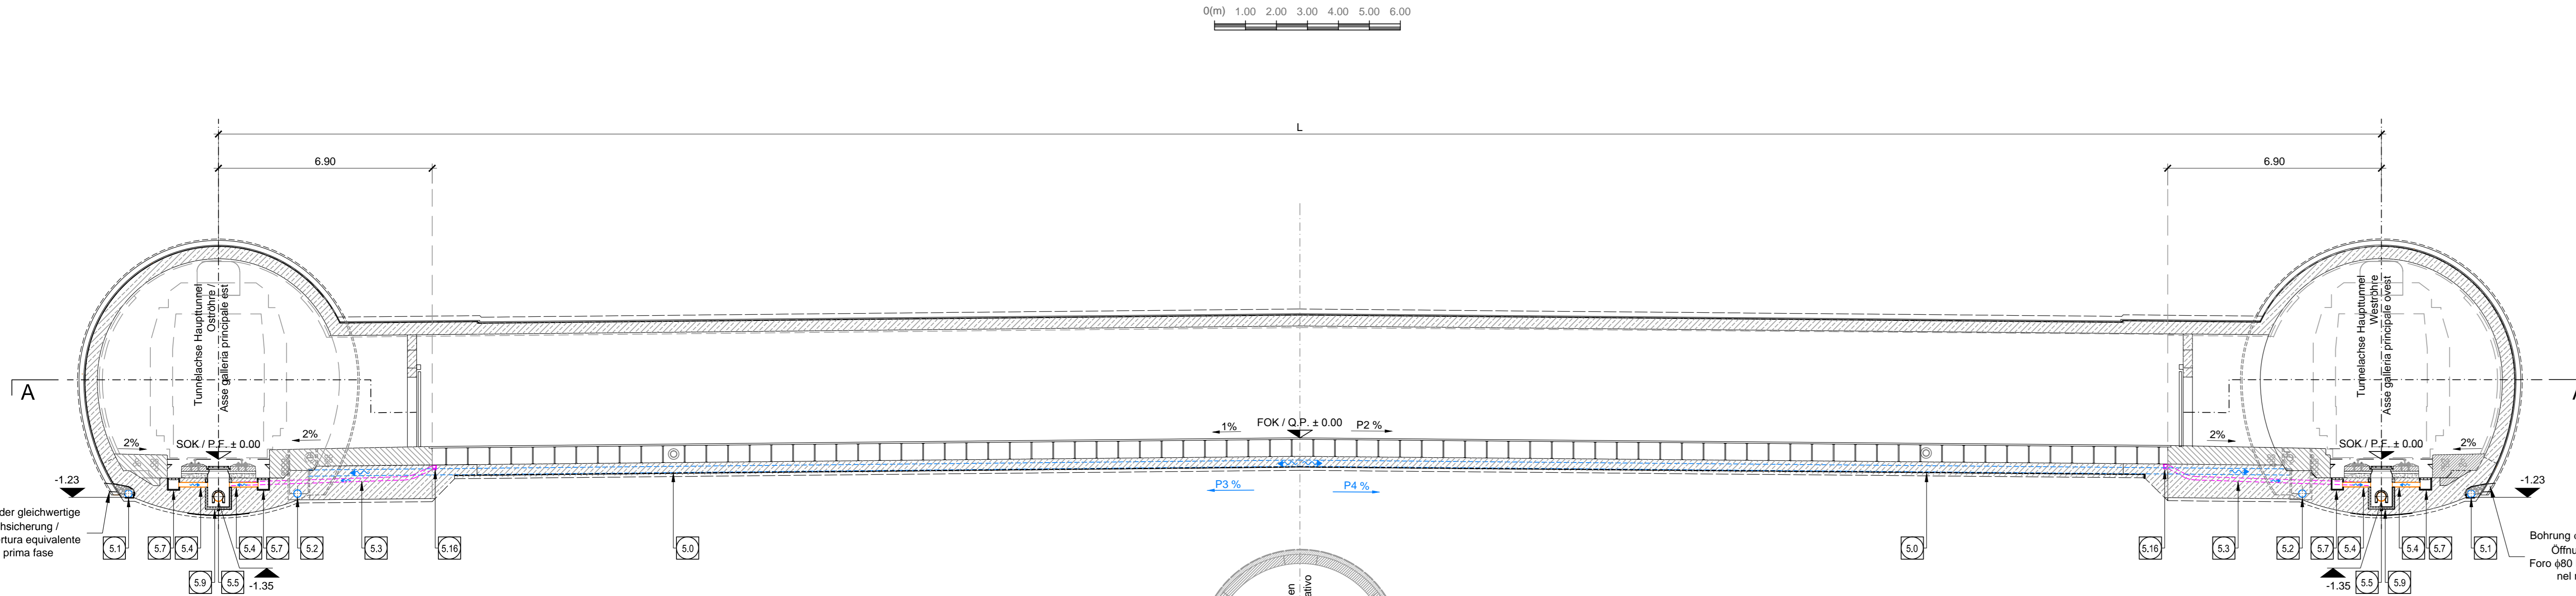 0(m) 1.00 2.00 3.00 4.00 5.00 6.00
L
6.90
6.90
Tunnelachse Haupttunnel
Oströhre /
Asse galleria principale est
Tunnelachse Haupttunnel
Weströhre
Asse galleria principale ovest
A
2%
SOK / P.F. ± 0.00
2%
1%
FOK / Q.P. ± 0.00
P2 %
2%
SOK / P.F. ± 0.00
2%
P3 %
P4 %
-1.23
-1.23
der gleichwertige
hsicherung /
rtura equivalente
prima fase
5.1
5.7
5.4
5.4
5.7
5.2
5.3
5.16
5.0
5.0
5.16
5.3
5.2
5.7
5.4
5.4
5.7
5.1
Bohrung
Öffnu
Foro ϕ80
nel
5.9
5.5
-1.35
-1.35
5.5
5.9
en
ativo